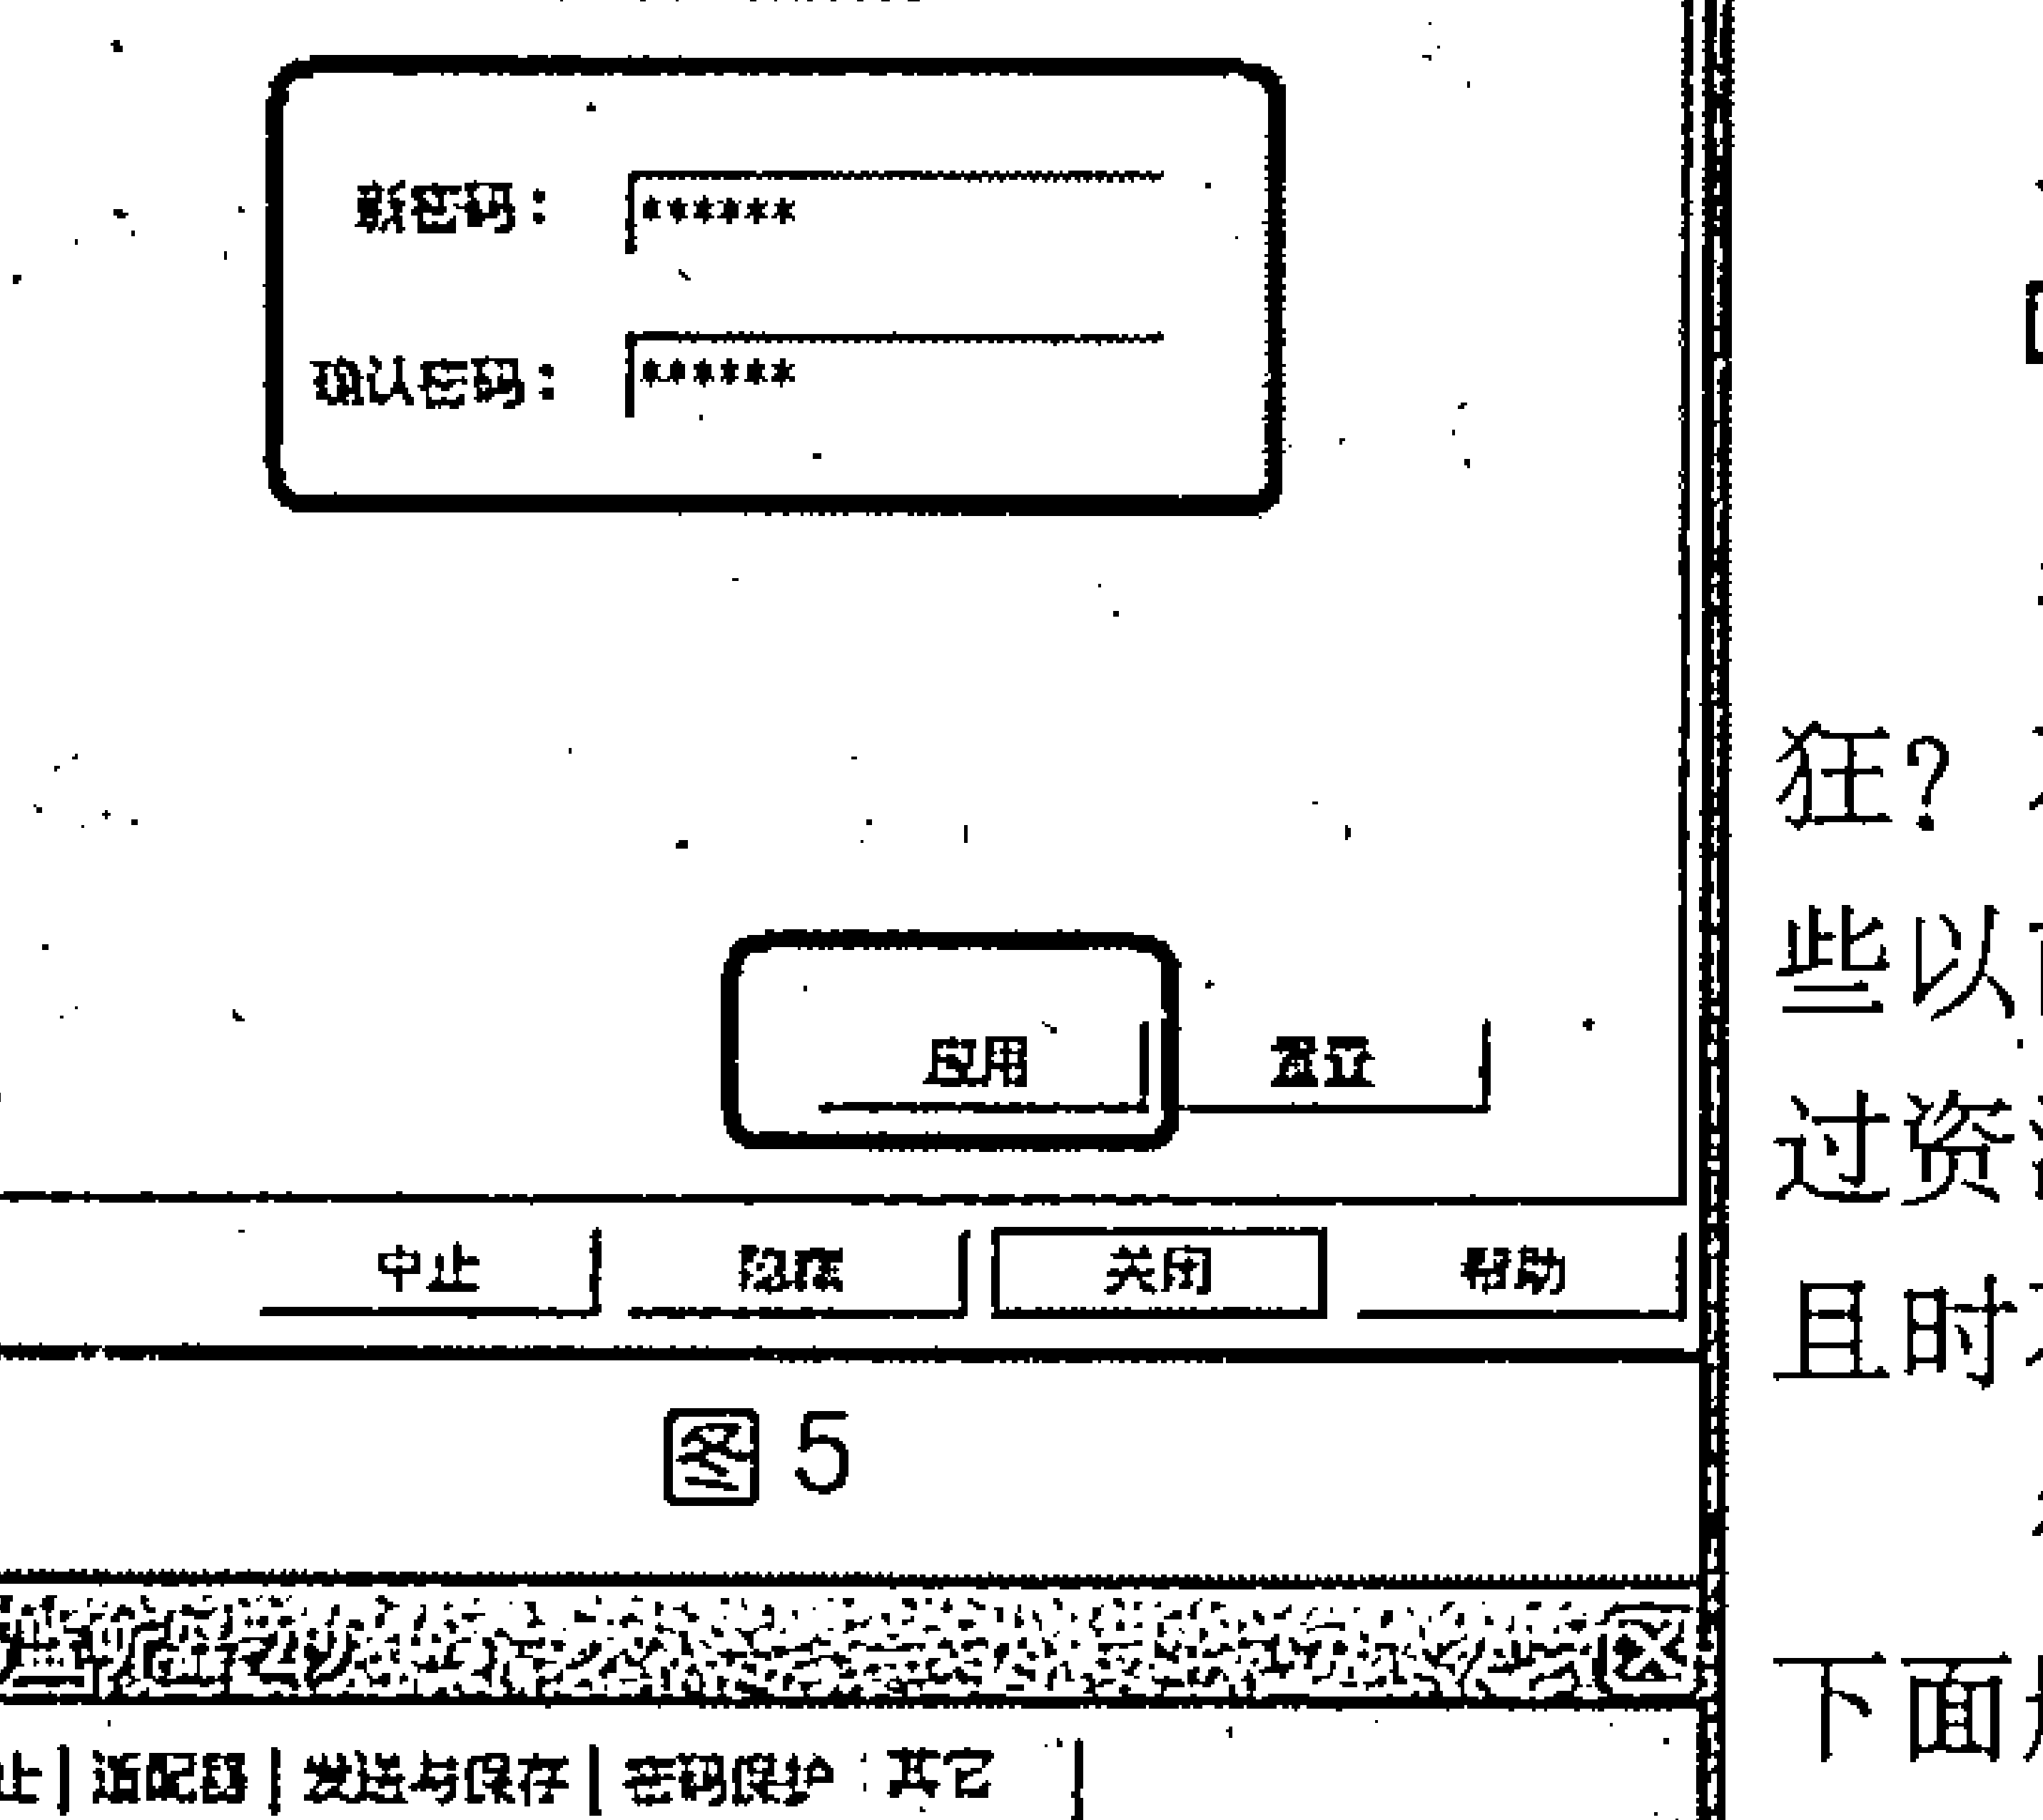 新密码: ******
确认密码: ******
应用 重设
中止 隐藏 关闭 帮助
图 5
适配器 发送与保存 密码保护 其它
狂?
些以
过资
且时
下面